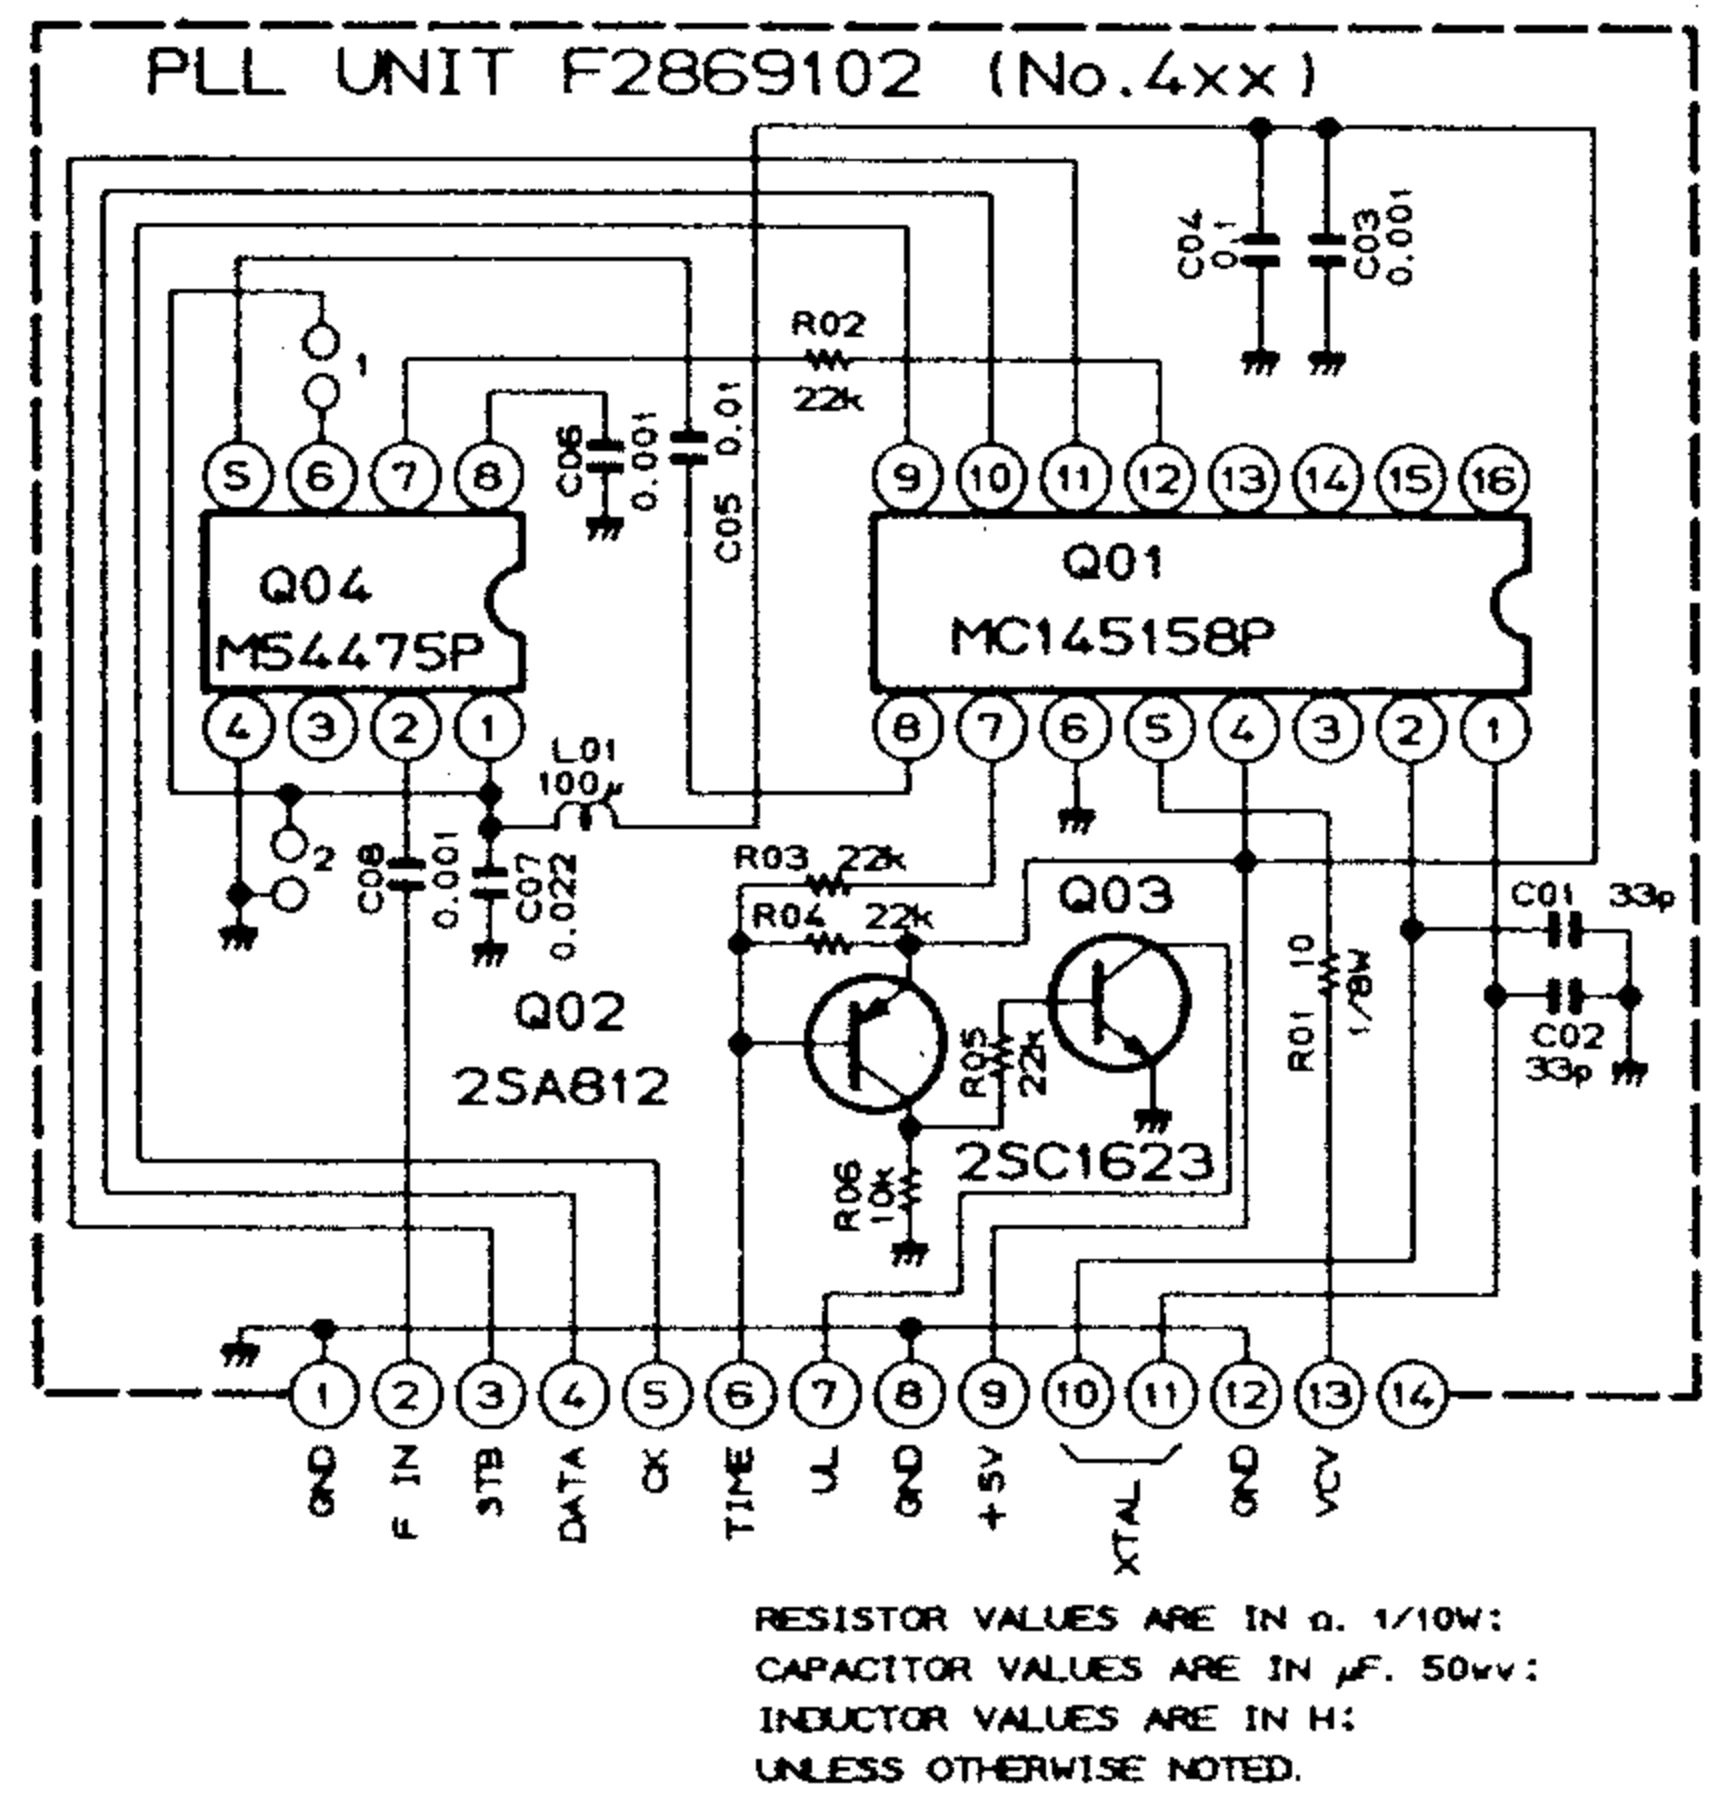 PLL UNIT F2869102 (No.4xx)
C04
0.1
C03
0.001
R02
22k
1
C06
0.001
C05 0.01
5 6 7 8
9 10 11 12 13 14 15 16
Q04
M54475P
Q01
MC145158P
4 3 2 1
8 7 6 5 4 3 2 1
L01
100μ
2
C08
0.001
C07
0.022
R03 22k
R04 22k
Q03
C01 33p
R01 10
1/8W
C02
33p
Q02
2SA812
R05
22k
2SC1623
R06
10k
1 2 3 4 5 6 7 8 9 10 11 12 13 14
GND
F IN
STB
DATA
CK
TIME
UL
GND
+5V
XTAL
GND
VCV
RESISTOR VALUES ARE IN Ω. 1/10W;
CAPACITOR VALUES ARE IN μF. 50wv;
INDUCTOR VALUES ARE IN H;
UNLESS OTHERWISE NOTED.